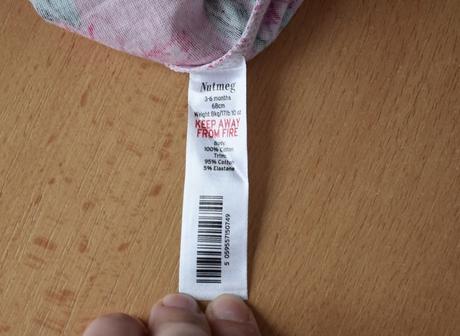 Nutmeg
3-6 months
68cm
Weight 8kg/17lb 10 oz
KEEP AWAY
FROM FIRE
Body:
100% Cotton
Trim:
95% Cotton
5% Elastane
5 059557150749